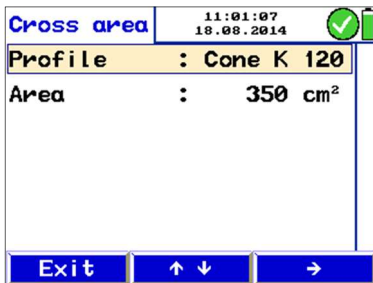 Cross area
11:01:07
18.08.2014
Profile : Cone K 120
Area : 350 cm²
Exit ↑ ↓ →